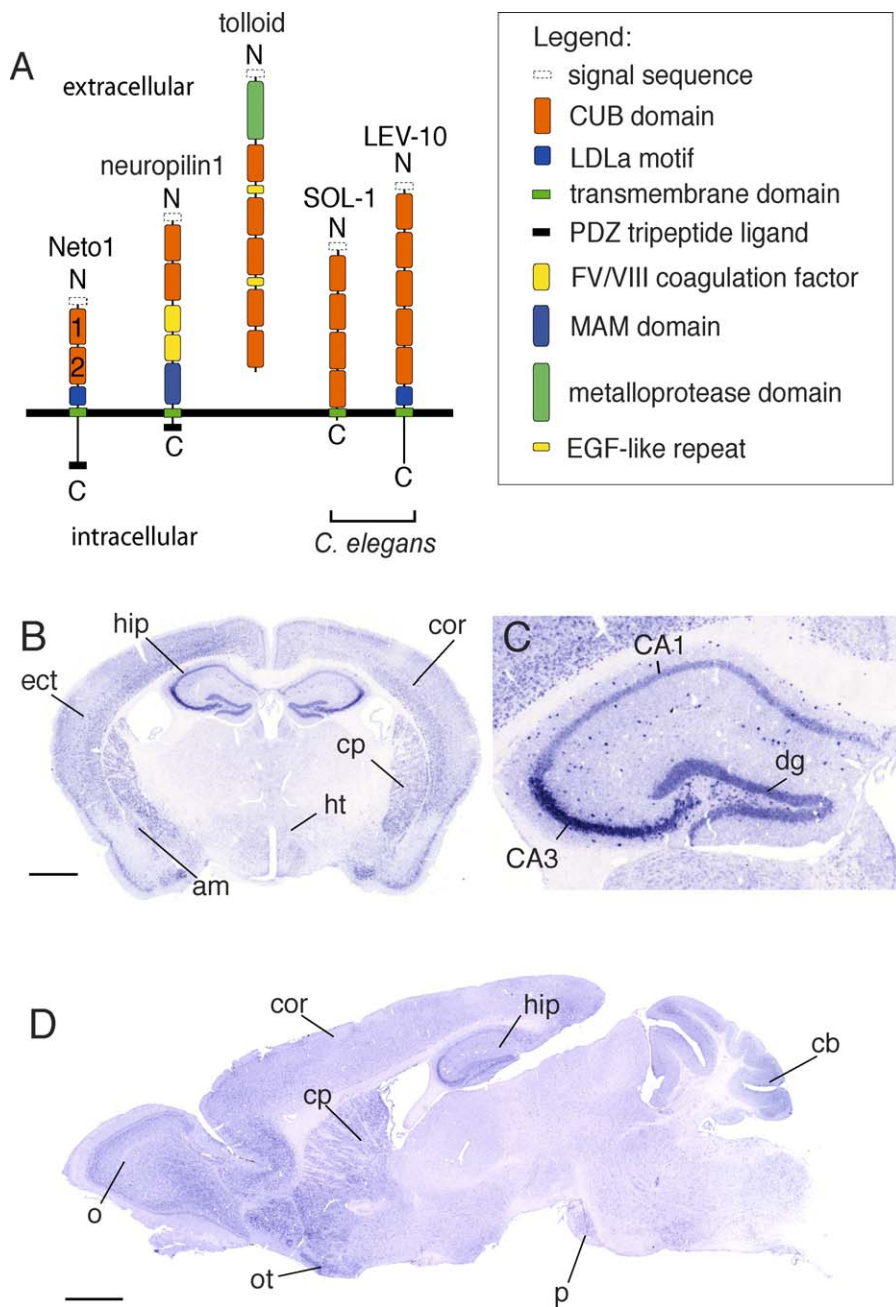 A
extracellular
tolloid
N
neuropilin1
N
LEV-10
N
SOL-1
N
Neto1
N
1
2
C
C
C
C
intracellular
C. elegans
Legend:
signal sequence
CUB domain
LDLa motif
transmembrane domain
PDZ tripeptide ligand
FV/VIII coagulation factor
MAM domain
metalloprotease domain
EGF-like repeat
B
hip
cor
ect
cp
ht
am
C
CA1
dg
CA3
D
cor
hip
cb
cp
o
ot
p